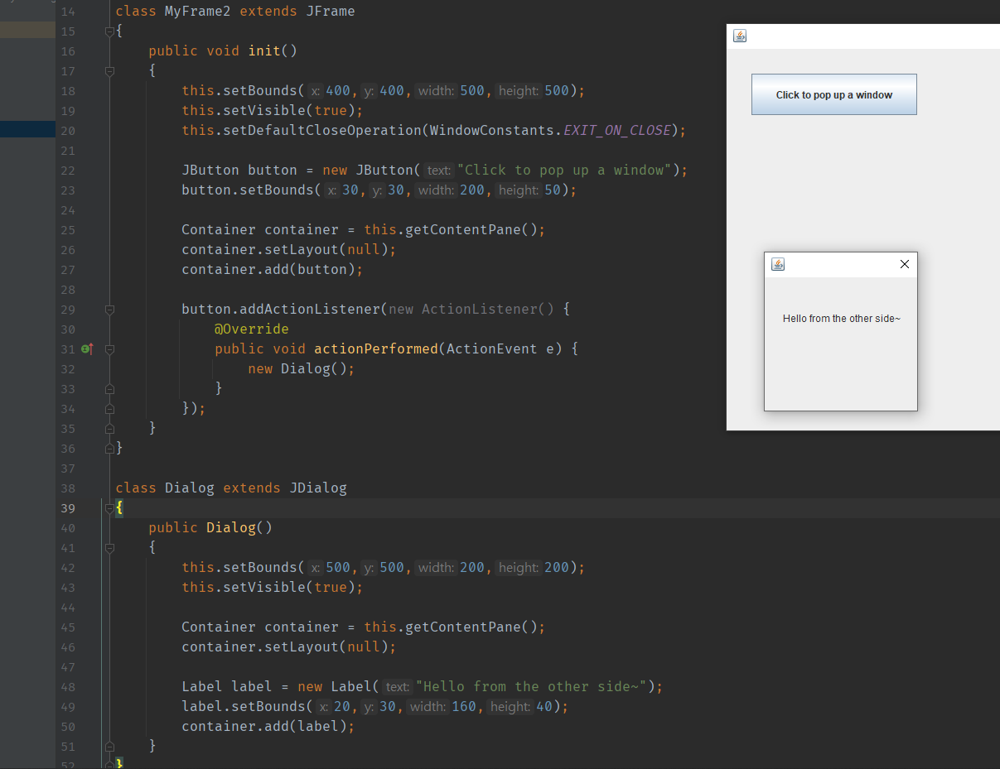 14 class MyFrame2 extends JFrame
15 {
16 public void init()
17 {
18 this.setBounds( x: 400, y: 400, width: 500, height: 500);
19 this.setVisible(true);
20 this.setDefaultCloseOperation(WindowConstants.EXIT_ON_CLOSE);
21
22 JButton button = new JButton( text: "Click to pop up a window");
23 button.setBounds( x: 30, y: 30, width: 200, height: 50);
24
25 Container container = this.getContentPane();
26 container.setLayout(null);
27 container.add(button);
28
29 button.addActionListener(new ActionListener() {
30 @Override
31 public void actionPerformed(ActionEvent e) {
32 new Dialog();
33 }
34 });
35 }
36 }
37
38 class Dialog extends JDialog
39 {
40 public Dialog()
41 {
42 this.setBounds( x: 500, y: 500, width: 200, height: 200);
43 this.setVisible(true);
44
45 Container container = this.getContentPane();
46 container.setLayout(null);
47
48 Label label = new Label( text: "Hello from the other side~");
49 label.setBounds( x: 20, y: 30, width: 160, height: 40);
50 container.add(label);
51 }
52 }
Click to pop up a window
Hello from the other side~